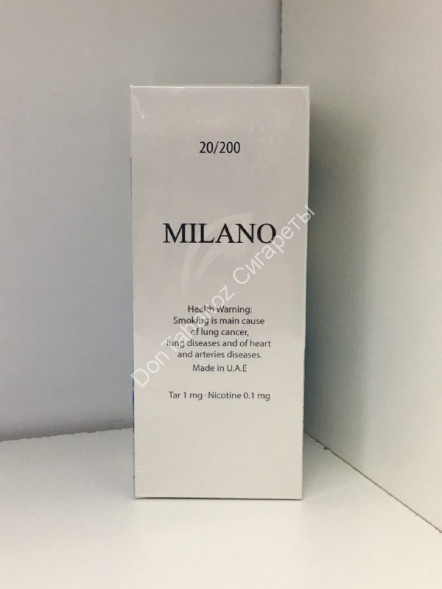 20/200
MILANO
Health Warning:
Smoking is main cause
of lung cancer,
lung diseases and of heart
and arteries diseases.
Made in U.A.E
Tar 1 mg · Nicotine 0.1 mg
Сигареты